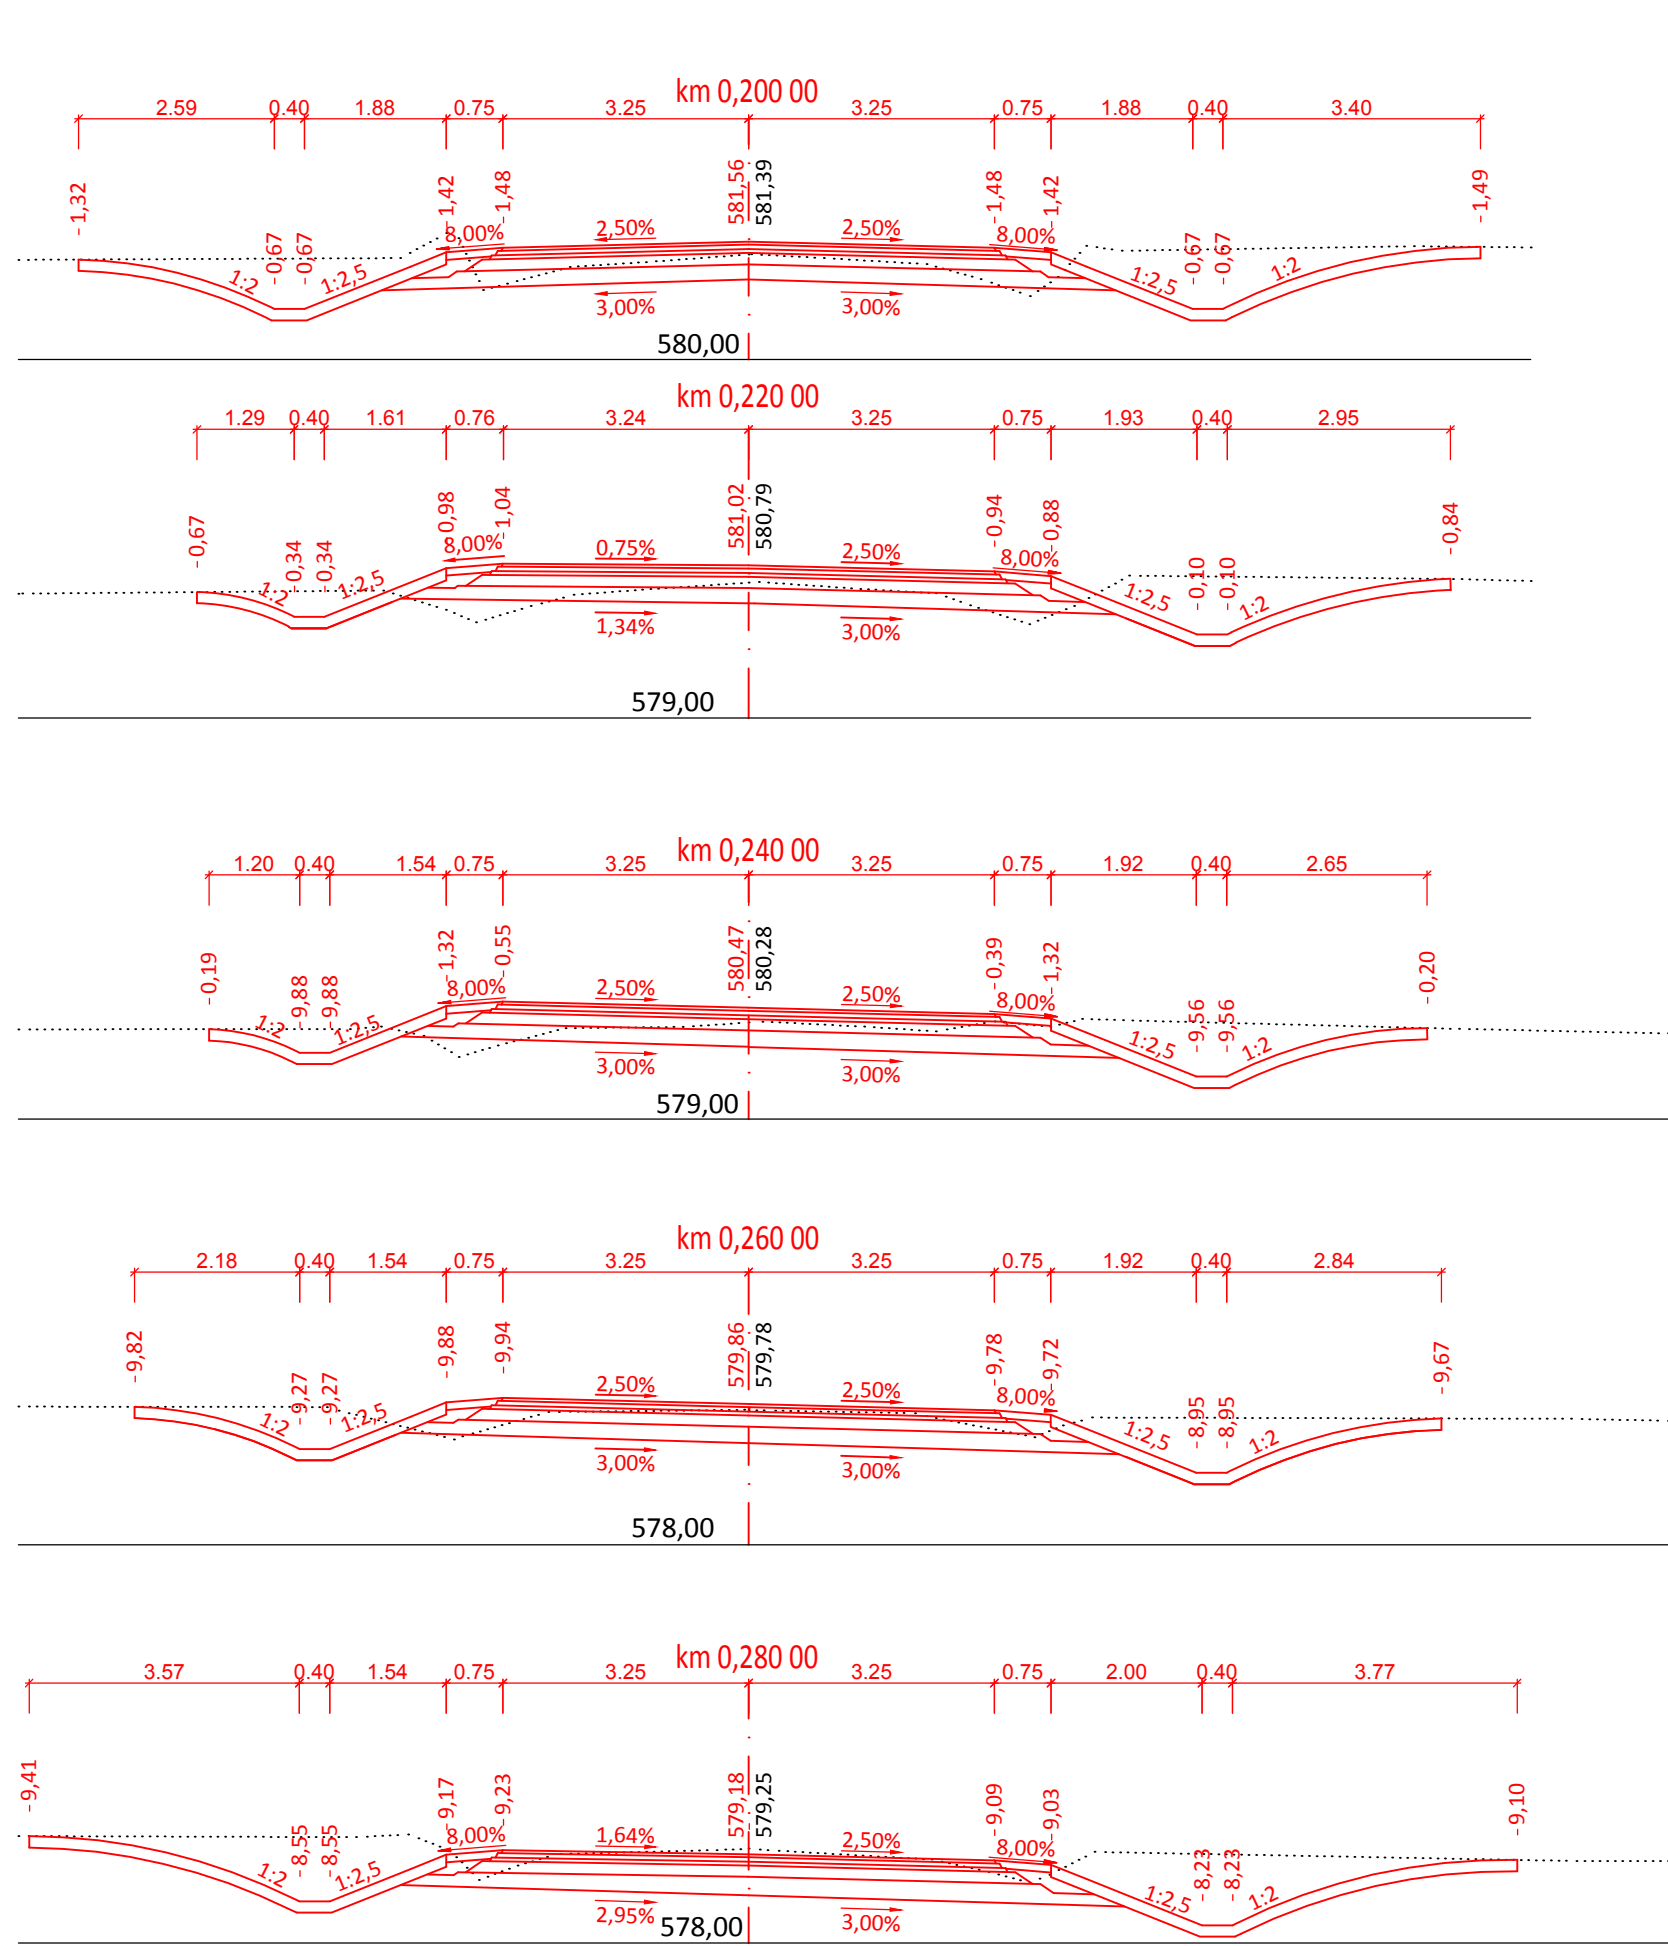 km 0,200 00
2.59 0.40 1.88 0.75 3.25 3.25 0.75 1.88 0.40 3.40
-1,32 -0,67 -0,67 -1,42 -1,48 581,56 581,39 -1,48 -1,42 -0,67 -0,67 -1,49
1:2 1:2,5 8,00% 2,50% 2,50% 8,00% 1:2,5 1:2
3,00% 3,00%
580,00
km 0,220 00
1.29 0.40 1.61 0.76 3.24 3.25 0.75 1.93 0.40 2.95
-0,67 -0,34 -0,34 -0,98 -1,04 581,02 580,79 -0,94 -0,88 -0,10 -0,10 -0,84
1:2 1:2,5 8,00% 0,75% 2,50% 8,00% 1:2,5 1:2
1,34% 3,00%
579,00
km 0,240 00
1.20 0.40 1.54 0.75 3.25 3.25 0.75 1.92 0.40 2.65
-0,19 -9,88 -9,88 -1,32 -0,55 580,47 580,28 -0,39 -1,32 -9,56 -9,56 -0,20
1:2 1:2,5 8,00% 2,50% 2,50% 8,00% 1:2,5 1:2
3,00% 3,00%
579,00
km 0,260 00
2.18 0.40 1.54 0.75 3.25 3.25 0.75 1.92 0.40 2.84
-9,82 -9,27 -9,27 -9,88 -9,94 579,86 579,78 -9,78 -9,72 -8,95 -8,95 -9,67
1:2 1:2,5 2,50% 2,50% 8,00% 1:2,5 1:2
3,00% 3,00%
578,00
km 0,280 00
3.57 0.40 1.54 0.75 3.25 3.25 0.75 2.00 0.40 3.77
-9,41 -8,55 -8,55 -9,17 -9,23 579,18 579,25 -9,09 -9,03 -8,23 -8,23 -9,10
1:2 1:2,5 8,00% 1,64% 2,50% 8,00% 1:2,5 1:2
2,95% 3,00%
578,00